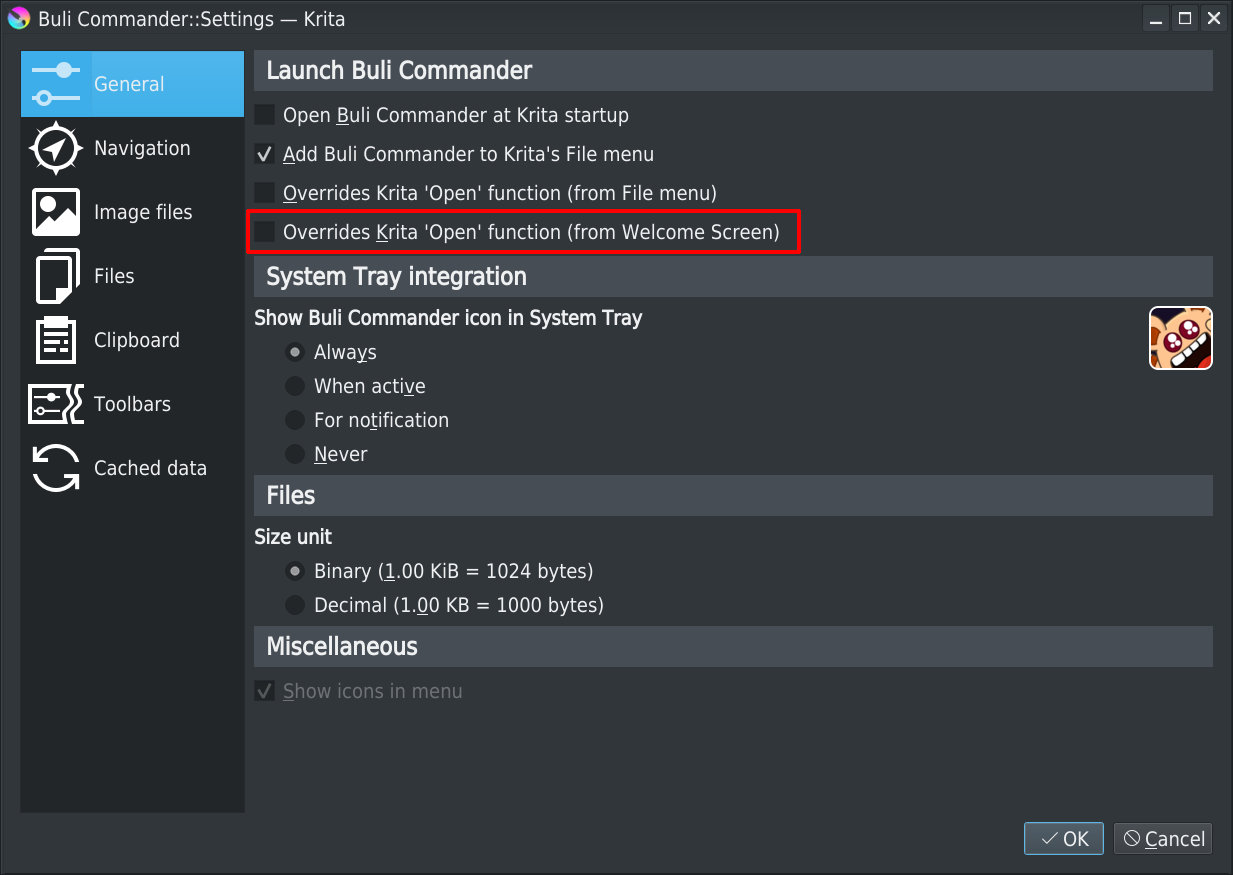 Buli Commander::Settings — Krita
General
Navigation
Image files
Files
Clipboard
Toolbars
Cached data
Launch Buli Commander
Open Buli Commander at Krita startup
Add Buli Commander to Krita's File menu
Overrides Krita 'Open' function (from File menu)
Overrides Krita 'Open' function (from Welcome Screen)
System Tray integration
Show Buli Commander icon in System Tray
Always
When active
For notification
Never
Files
Size unit
Binary (1.00 KiB = 1024 bytes)
Decimal (1.00 KB = 1000 bytes)
Miscellaneous
Show icons in menu
OK
Cancel